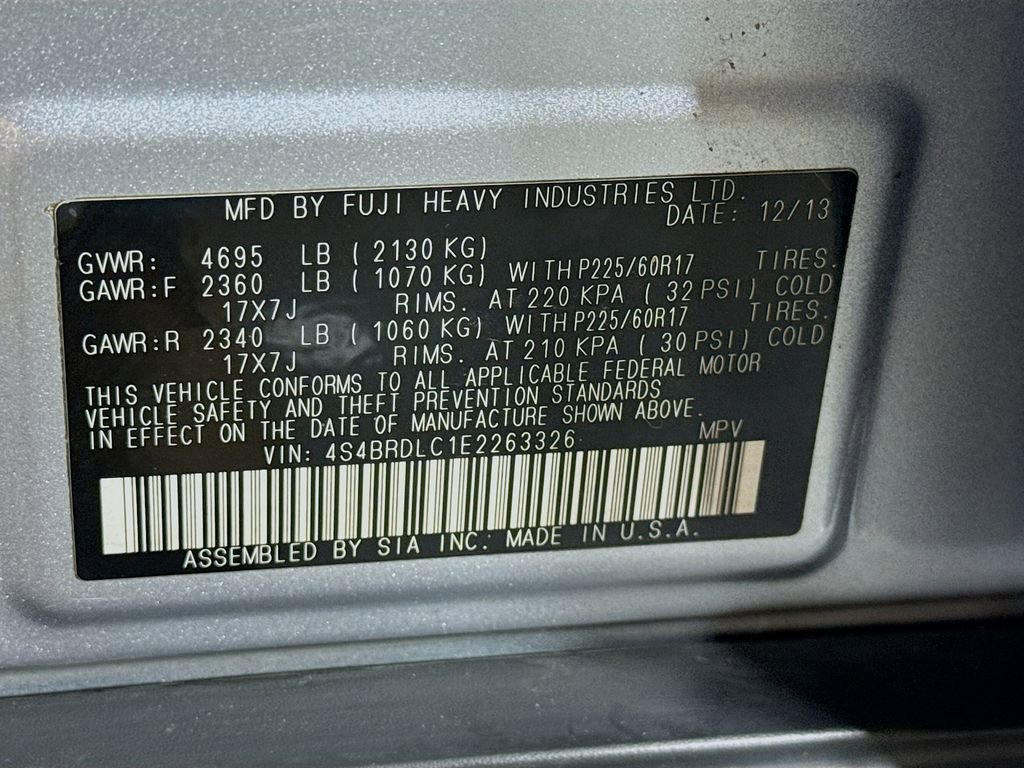 MFD BY FUJI HEAVY INDUSTRIES LTD.
DATE: 12/13
GVWR: 4695 LB ( 2130 KG)
GAWR:F 2360 LB ( 1070 KG) WITH P225/60R17 TIRES.
17X7J RIMS. AT 220 KPA ( 32 PSI) COLD
GAWR:R 2340 LB ( 1060 KG) WITH P225/60R17 TIRES.
17X7J RIMS. AT 210 KPA ( 30 PSI) COLD
THIS VEHICLE CONFORMS TO ALL APPLICABLE FEDERAL MOTOR
VEHICLE SAFETY AND THEFT PREVENTION STANDARDS
IN EFFECT ON THE DATE OF MANUFACTURE SHOWN ABOVE.
VIN: 4S4BRDLC1E2263326 MPV
ASSEMBLED BY SIA INC. MADE IN U.S.A.